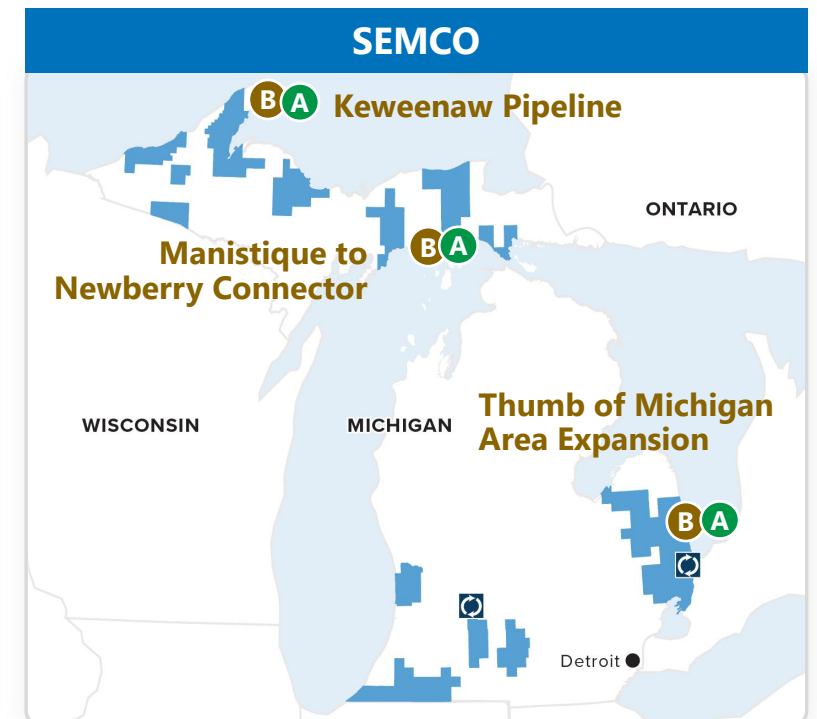 SEMCO
B A Keweenaw Pipeline
ONTARIO
Manistique to
Newberry Connector
B A
WISCONSIN
MICHIGAN
Thumb of Michigan
Area Expansion
B A
Detroit